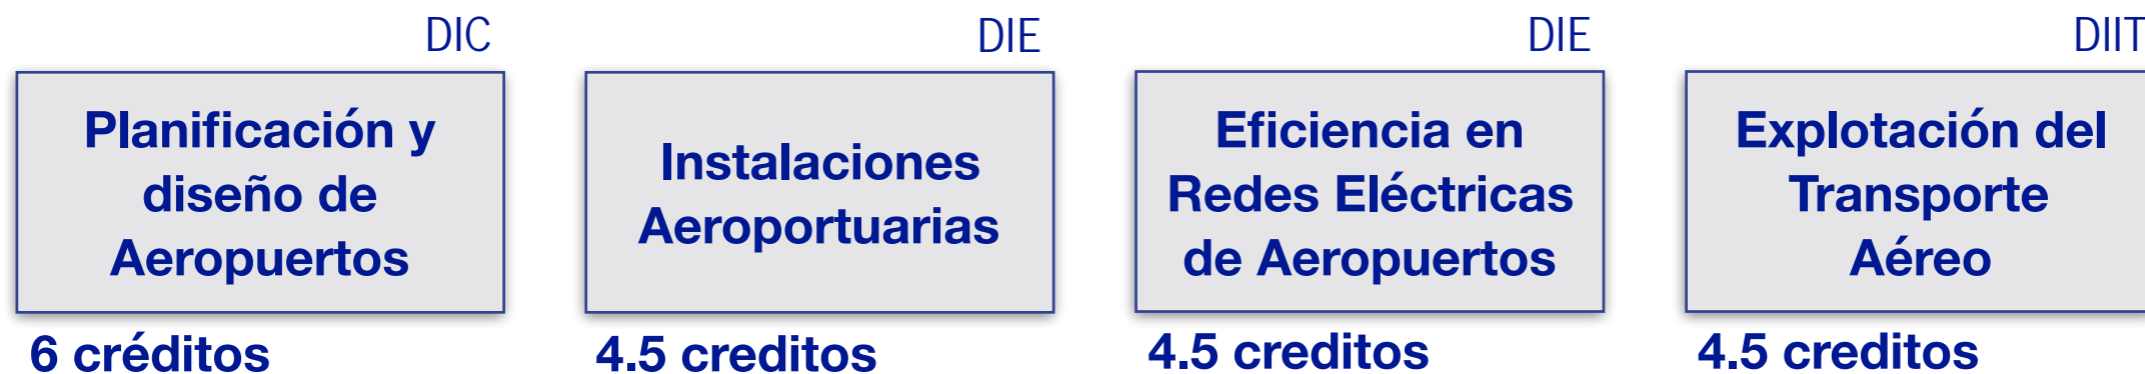 DIC
Planificación y
diseño de
Aeropuertos
6 créditos
DIE
Instalaciones
Aeroportuarias
4.5 creditos
DIE
Eficiencia en
Redes Eléctricas
de Aeropuertos
4.5 creditos
DIIT
Explotación del
Transporte
Aéreo
4.5 creditos